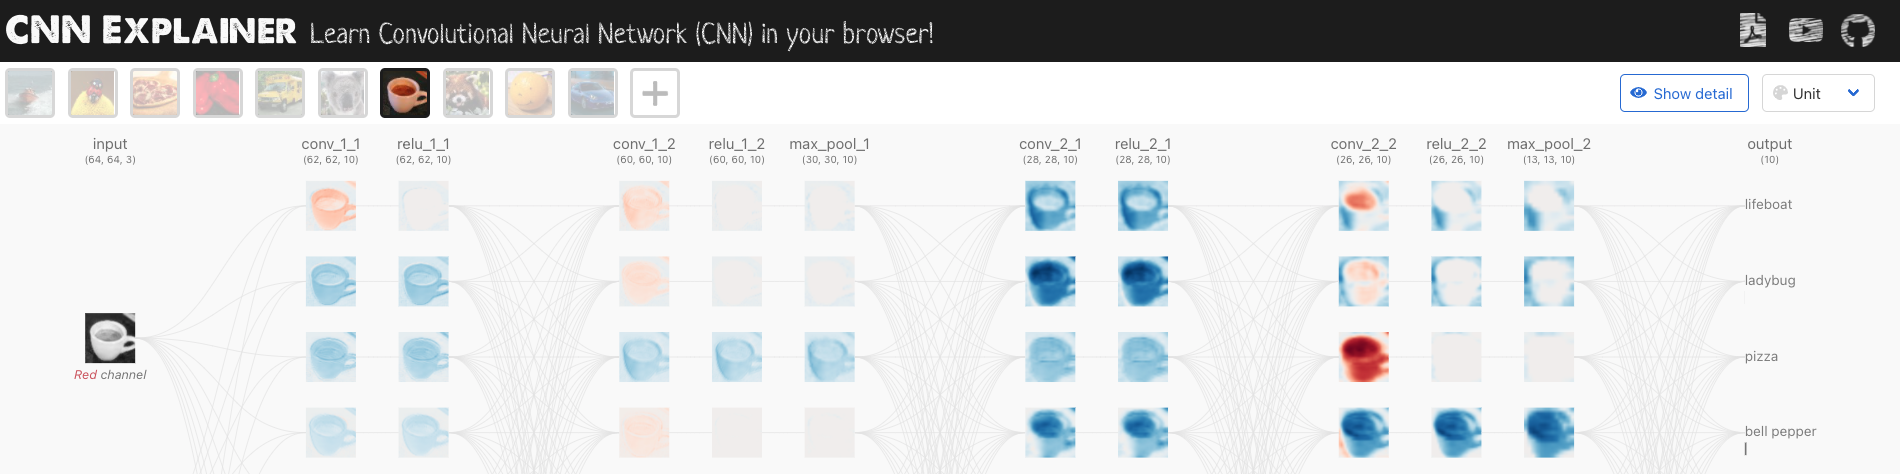 CNN EXPLAINER Learn Convolutional Neural Network (CNN) in your browser!
Show detail
Unit
input conv_1_1 relu_1_1 conv_1_2 relu_1_2 max_pool_1 conv_2_1 relu_2_1 conv_2_2 relu_2_2 max_pool_2 output
(64, 64, 3) (62, 62, 10) (62, 62, 10) (60, 60, 10) (60, 60, 10) (30, 30, 10) (28, 28, 10) (28, 28, 10) (26, 26, 10) (26, 26, 10) (13, 13, 10) (10)
lifeboat
ladybug
pizza
Red channel
bell pepper